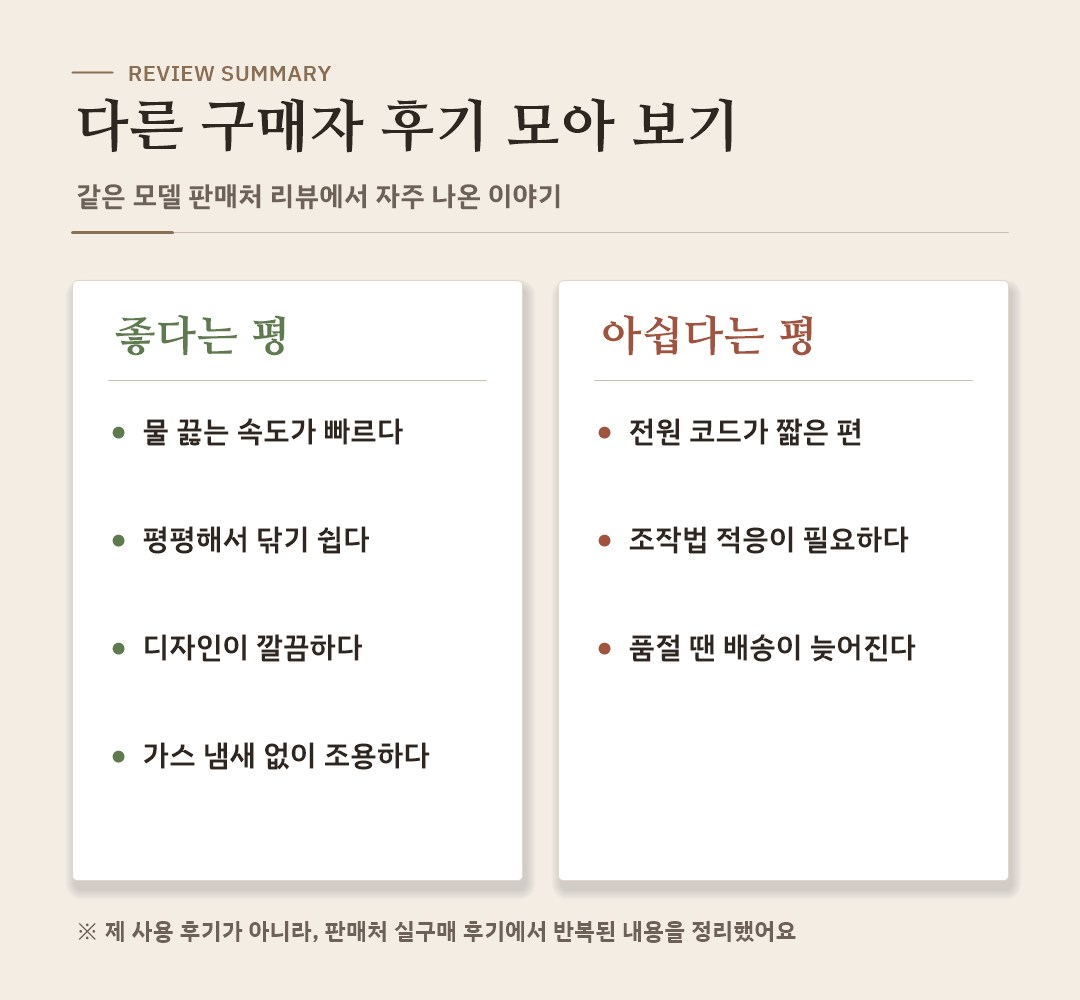 REVIEW SUMMARY
다른 구매자 후기 모아 보기
같은 모델 판매처 리뷰에서 자주 나온 이야기
좋다는 평
물 끓는 속도가 빠르다
평평해서 닦기 쉽다
디자인이 깔끔하다
가스 냄새 없이 조용하다
아쉽다는 평
전원 코드가 짧은 편
조작법 적응이 필요하다
품절 땐 배송이 늦어진다
※ 제 사용 후기가 아니라, 판매처 실구매 후기에서 반복된 내용을 정리했어요